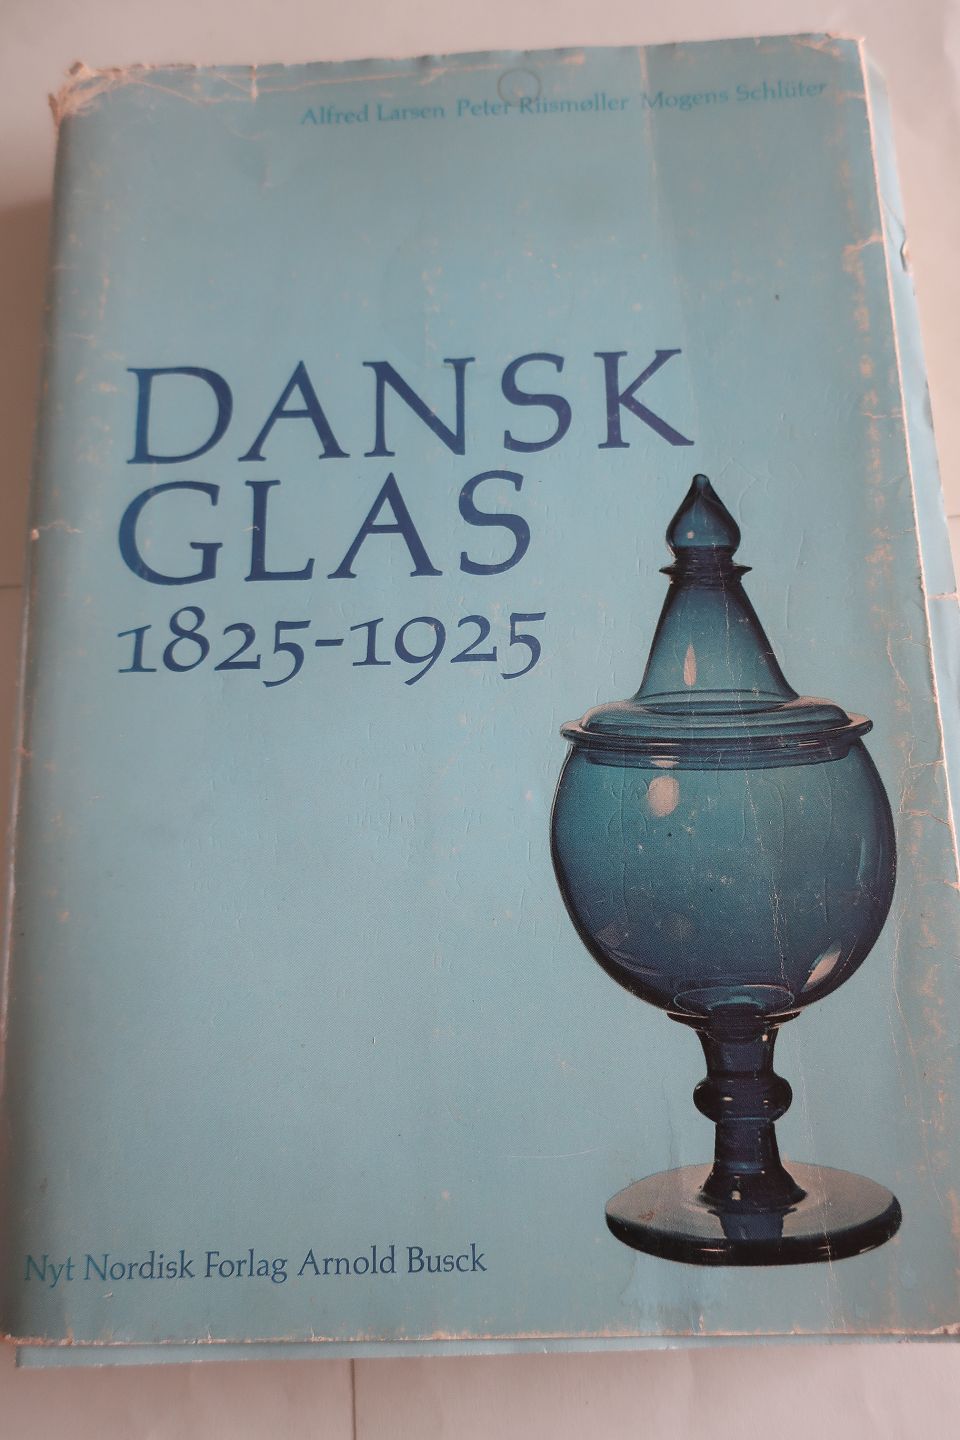 Alfred Larsen Peter Riismøller Mogens Schlüter
DANSK
GLAS
1825-1925
Nyt Nordisk Forlag Arnold Busck